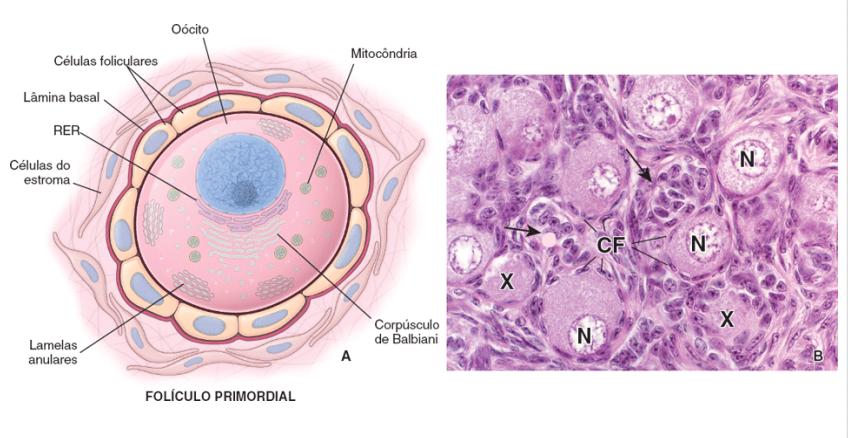 Oócito
Células foliculares
Mitocôndria
Lâmina basal
RER
Células do
estroma
Lamelas
anulares
Corpúsculo
de Balbiani
A
FOLÍCULO PRIMORDIAL
N
CF
N
X
X
N
B